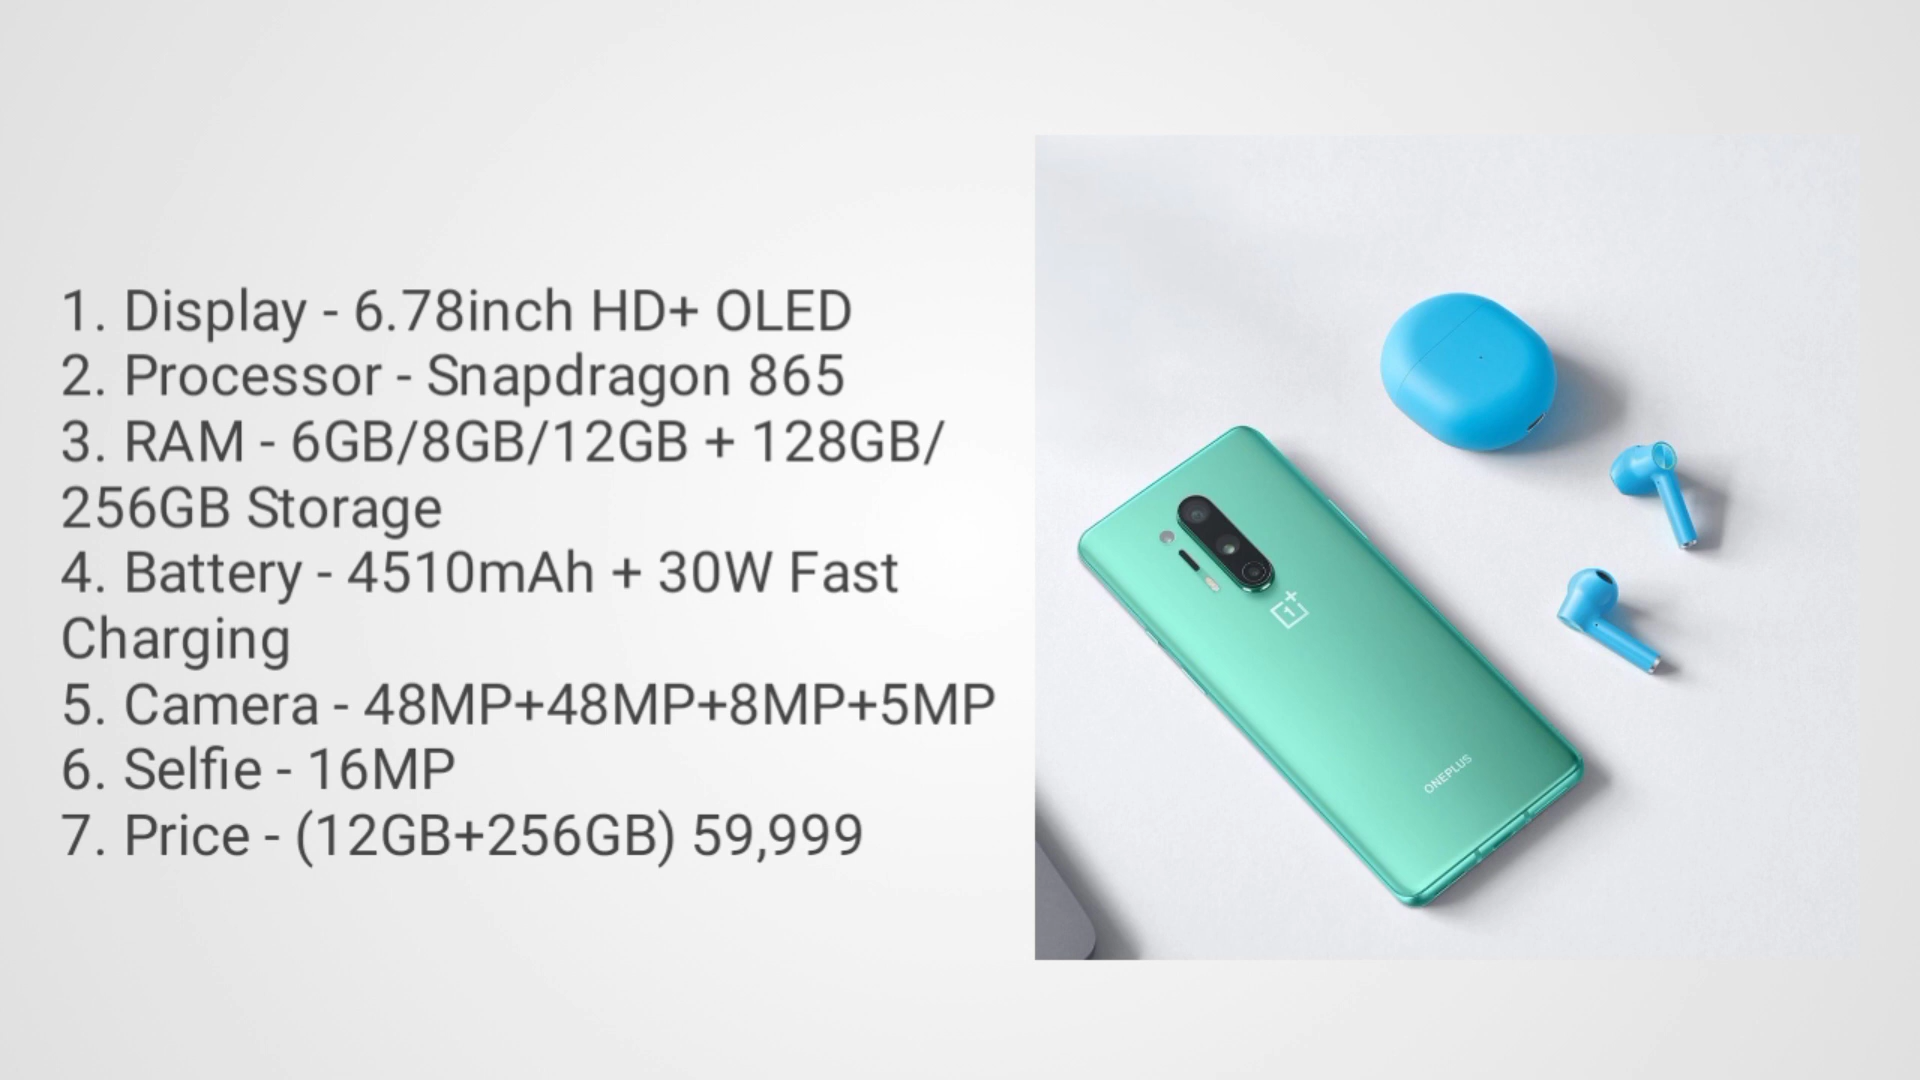 1. Display - 6.78inch HD+ OLED
2. Processor - Snapdragon 865
3. RAM - 6GB/8GB/12GB + 128GB/
256GB Storage
4. Battery - 4510mAh + 30W Fast
Charging
5. Camera - 48MP+48MP+8MP+5MP
6. Selfie - 16MP
7. Price - (12GB+256GB) 59,999
1+
ONEPLUS